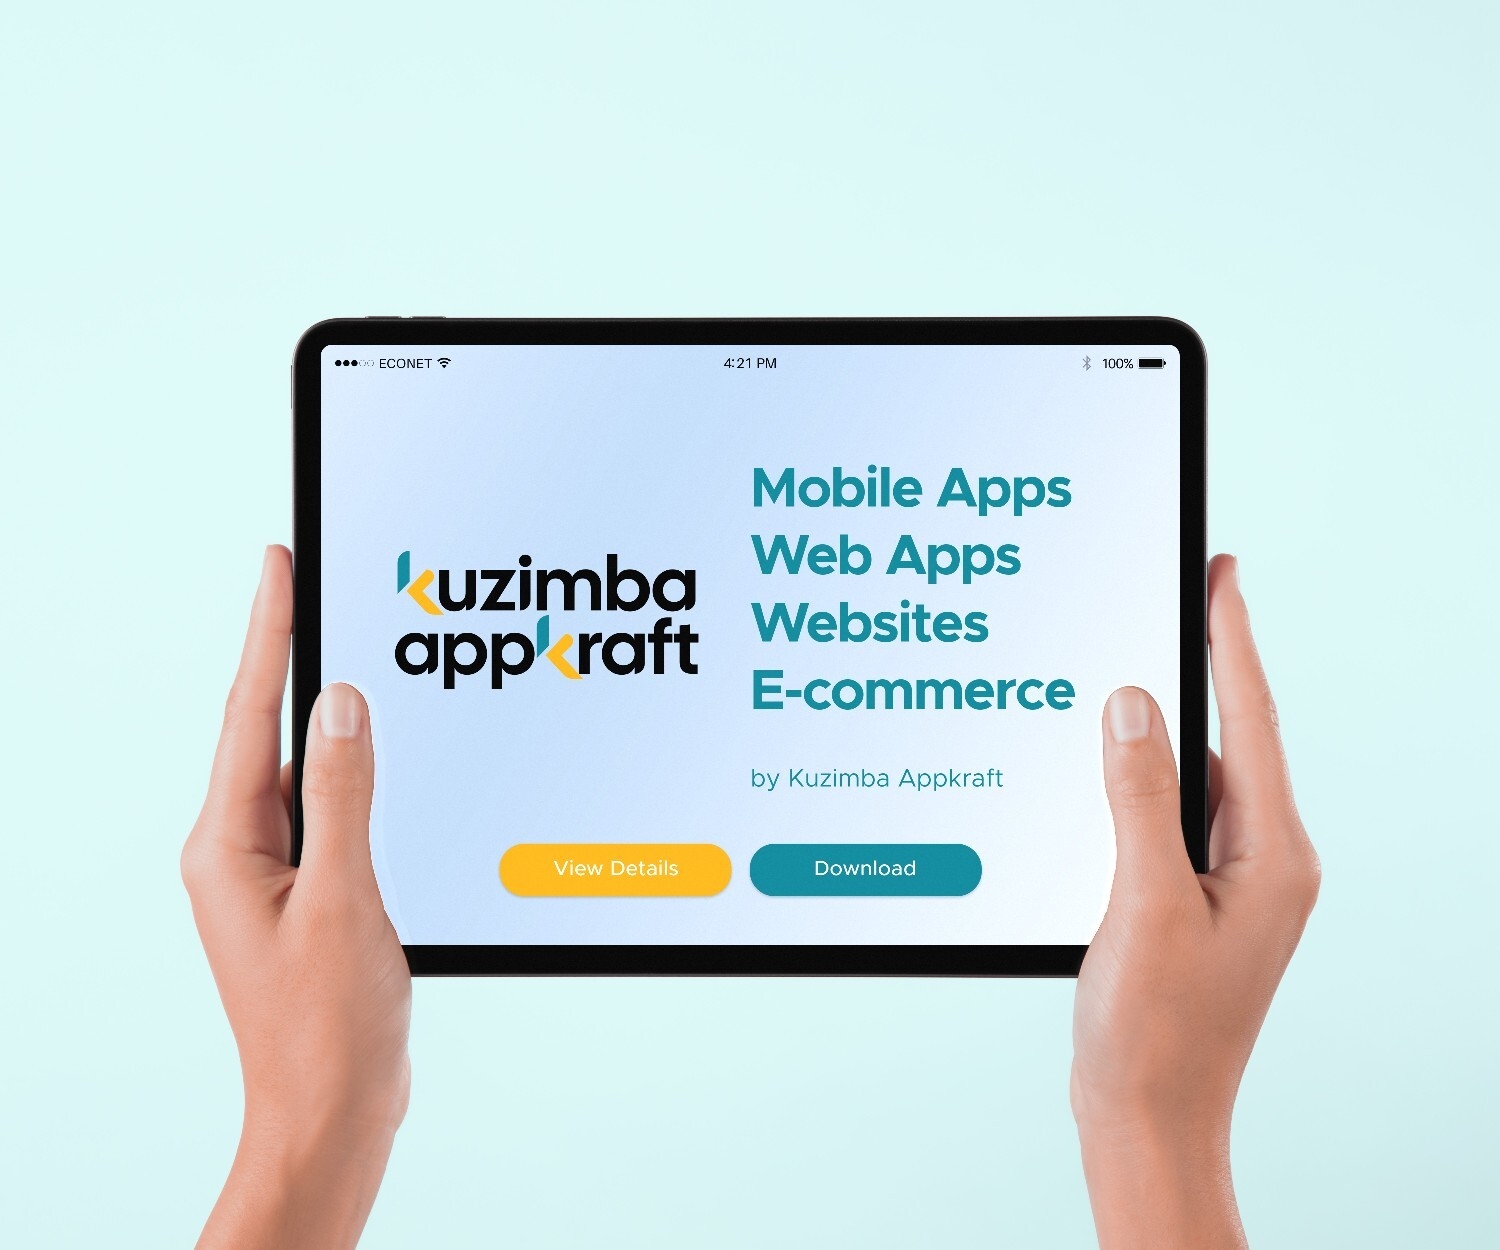 ECONET
4:21 PM
100%
kuzimba
appkraft
Mobile Apps
Web Apps
Websites
E-commerce
by Kuzimba Appkraft
View Details
Download